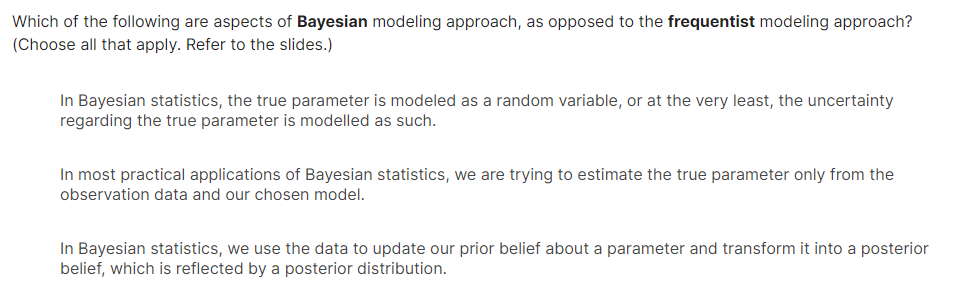 Which of the following are aspects of Bayesian modeling approach, as opposed to the frequentist modeling approach?
(Choose all that apply. Refer to the slides.)
In Bayesian statistics, the true parameter is modeled as a random variable, or at the very least, the uncertainty
regarding the true parameter is modelled as such.
In most practical applications of Bayesian statistics, we are trying to estimate the true parameter only from the
observation data and our chosen model.
In Bayesian statistics, we use the data to update our prior belief about a parameter and transform it into a posterior
belief, which is reflected by a posterior distribution.